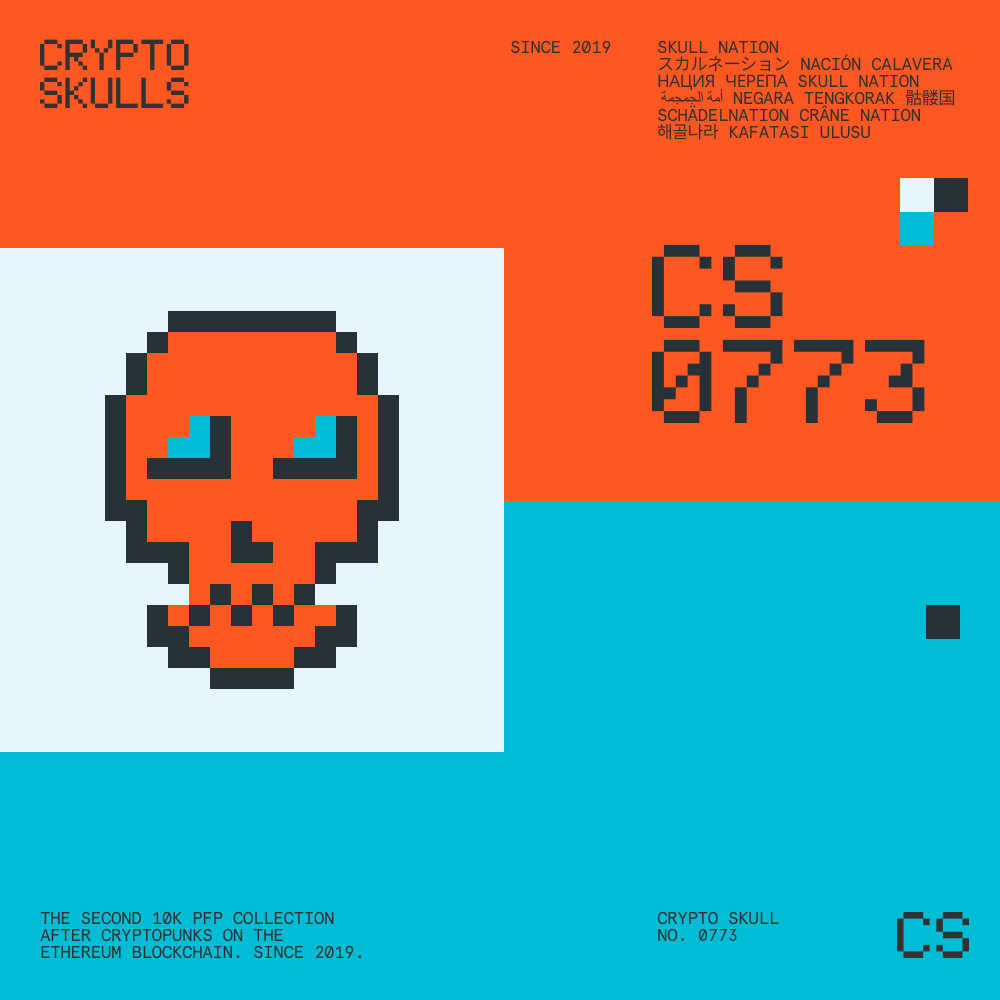 CRYPTO
SKULLS
SINCE 2019
SKULL NATION
スカルネーション NACIÓN CALAVERA
НАЦИЯ ЧЕРЕПА SKULL NATION
أمة الجمجمة NEGARA TENGKORAK 骷髅国
SCHÄDELNATION CRÂNE NATION
해골나라 KAFATASI ULUSU
CS
0773
THE SECOND 10K PFP COLLECTION
AFTER CRYPTOPUNKS ON THE
ETHEREUM BLOCKCHAIN. SINCE 2019.
CRYPTO SKULL
NO. 0773
CS